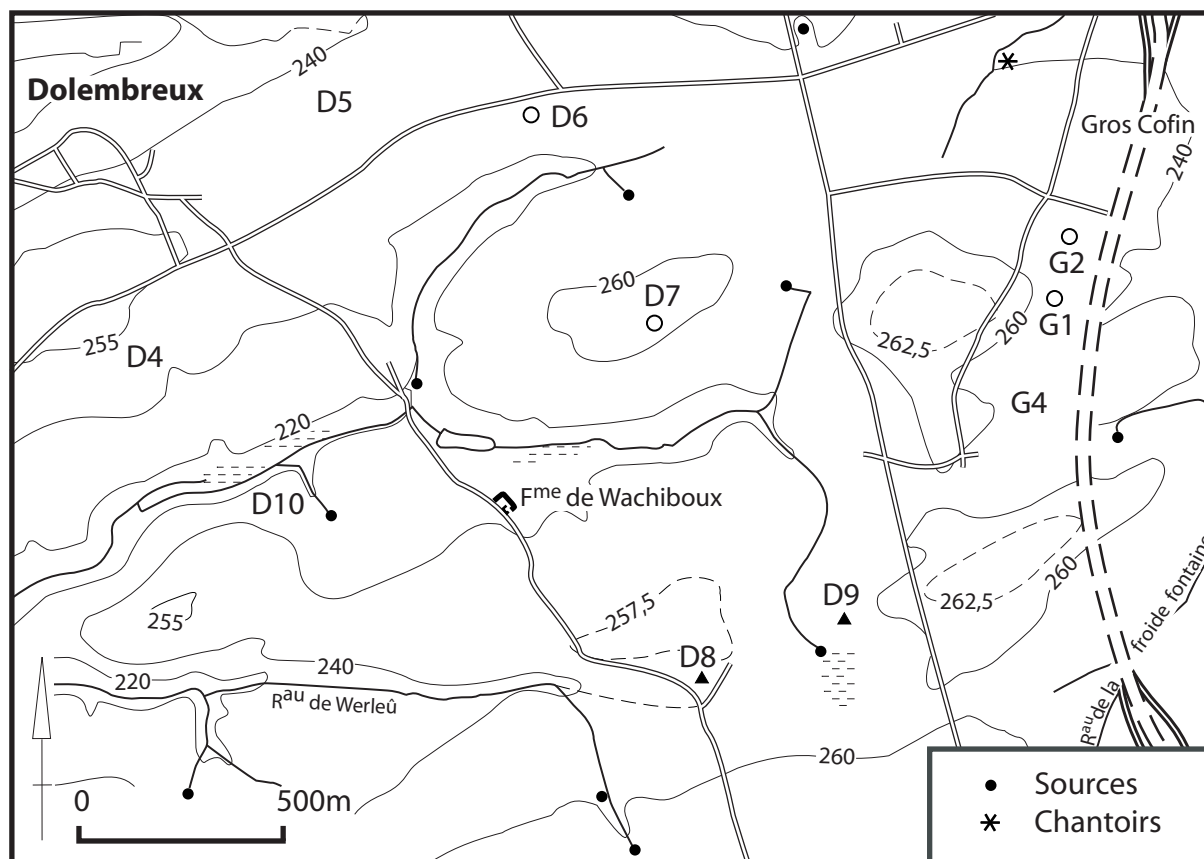 240
Dolembreux
D5
D6
Gros Cofin
240
260
D7
G2
G1
262,5
260
255
D4
G4
220
D10
Fme de Wachiboux
262,5
260
froide fontaine
Rau de la
255
257,5
D9
D8
240
220
Rau de Werleû
260
0 500m
Sources
Chantoirs